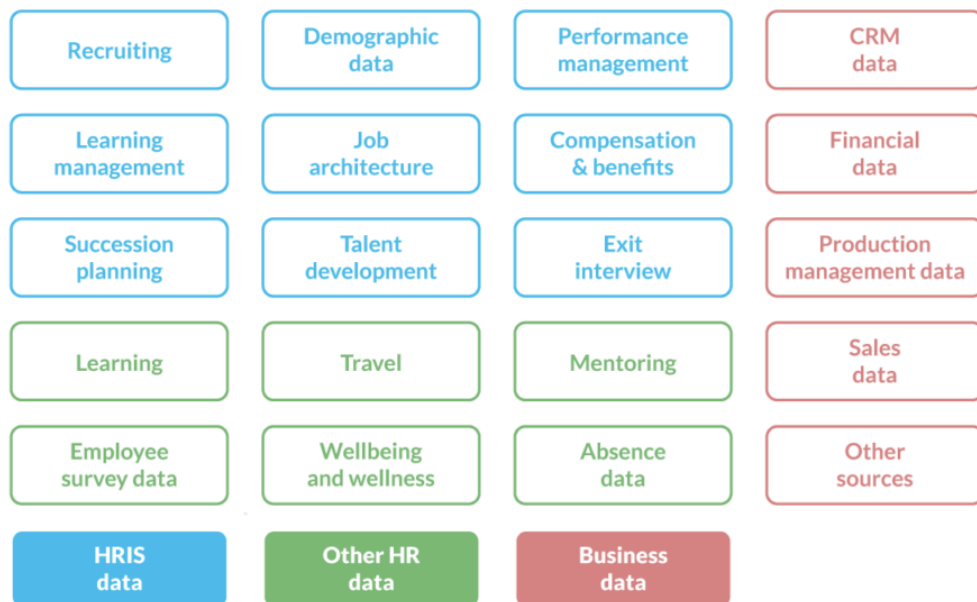 Recruiting
Demographic
data
Performance
management
CRM
data
Learning
management
Job
architecture
Compensation
& benefits
Financial
data
Succession
planning
Talent
development
Exit
interview
Production
management data
Learning
Travel
Mentoring
Sales
data
Employee
survey data
Wellbeing
and wellness
Absence
data
Other
sources
HRIS
data
Other HR
data
Business
data